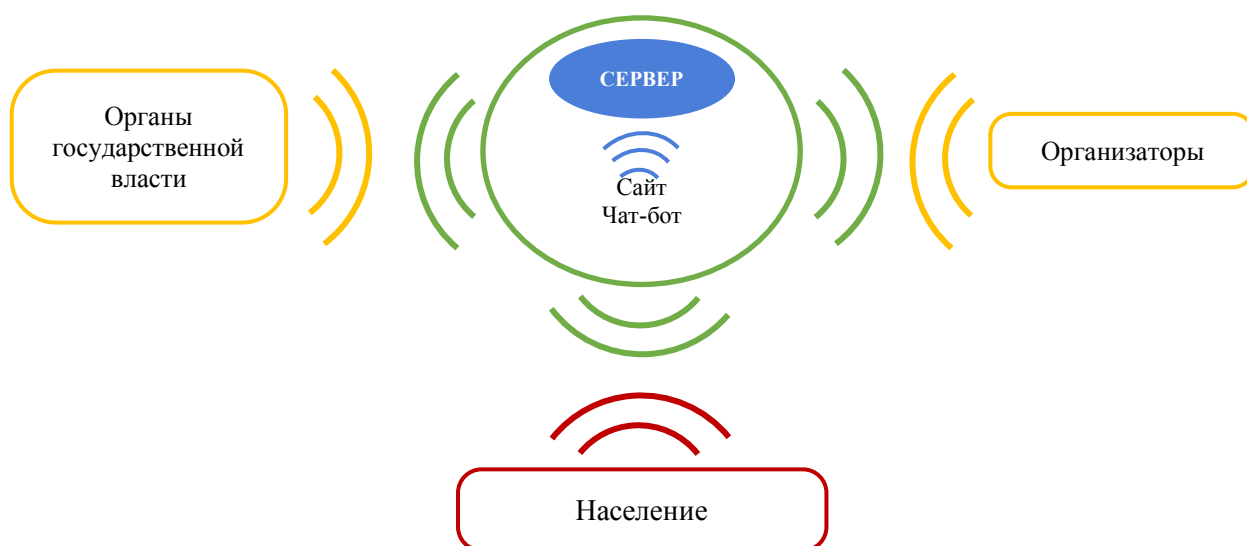 Органы
государственной
власти
СЕРВЕР
Сайт
Чат-бот
Организаторы
Население